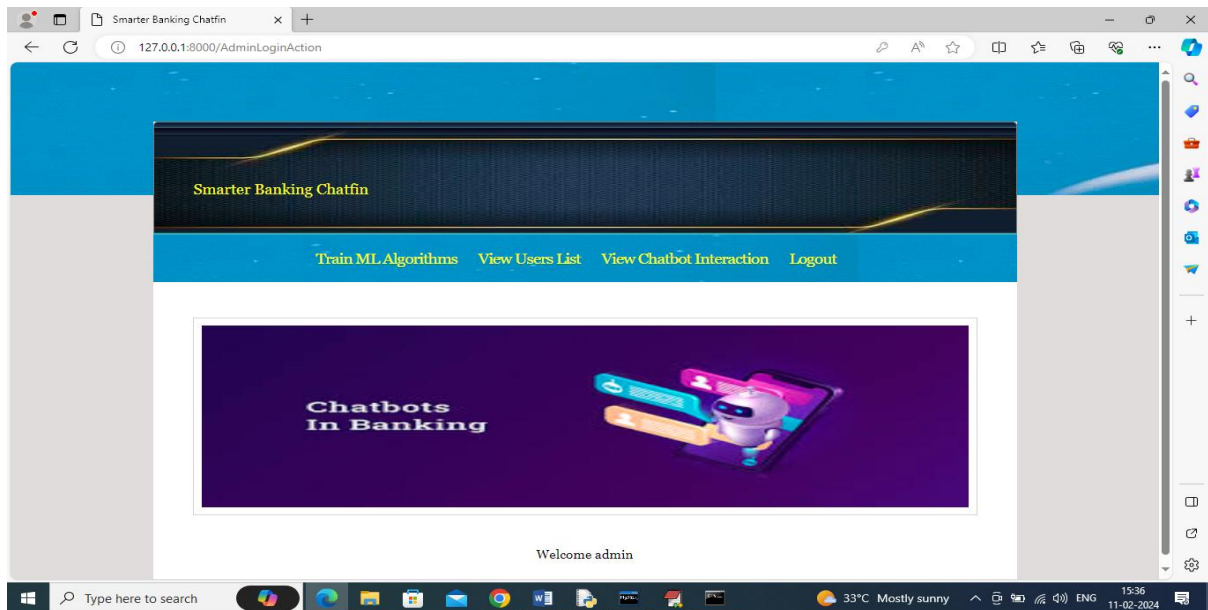 Smarter Banking Chatfin
127.0.0.1:8000/AdminLoginAction
Smarter Banking Chatfin
Train ML Algorithms View Users List View Chatbot Interaction Logout
Chatbots
In Banking
Welcome admin
Type here to search
33°C Mostly sunny
ENG
15:36
11-02-2024